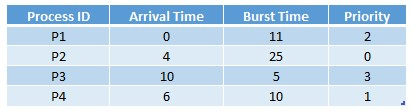 Process ID Arrival Time Burst Time Priority
P1 0 11 2
P2 4 25 0
P3 10 5 3
P4 6 10 1